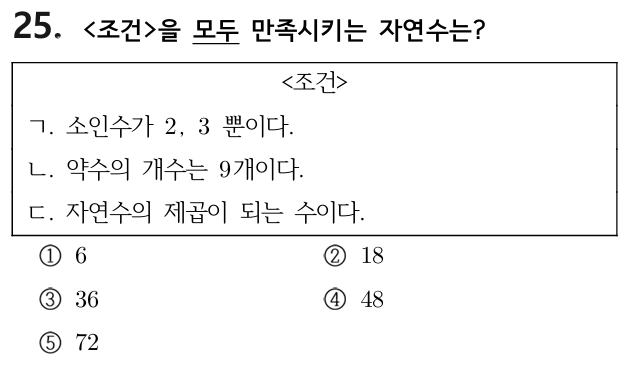 25. <조건>을 모두 만족시키는 자연수는?
<조건>
ㄱ. 소인수가 2, 3 뿐이다.
ㄴ. 약수의 개수는 9개이다.
ㄷ. 자연수의 제곱이 되는 수이다.
① 6 ② 18
③ 36 ④ 48
⑤ 72